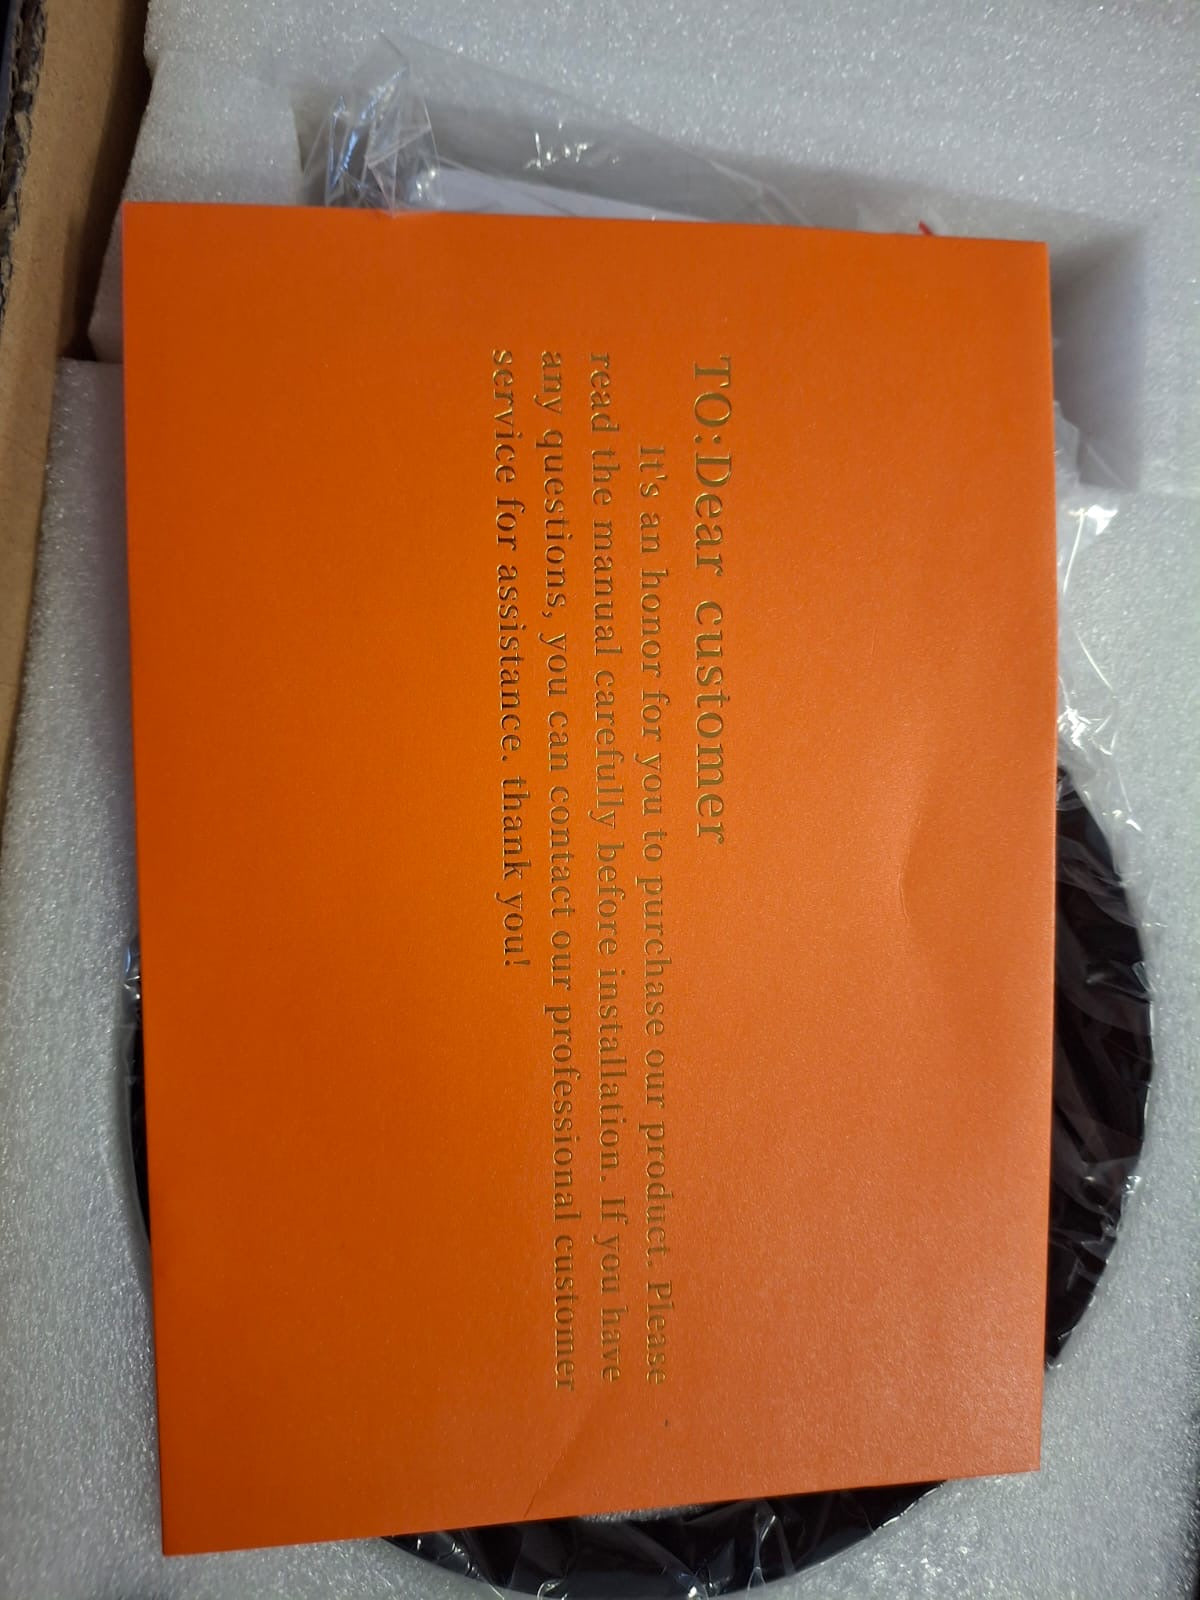 TO:Dear customer
It's an honor for you to purchase our product. Please
read the manual carefully before installation. If you have
any questions, you can contact our professional customer
service for assistance. thank you!